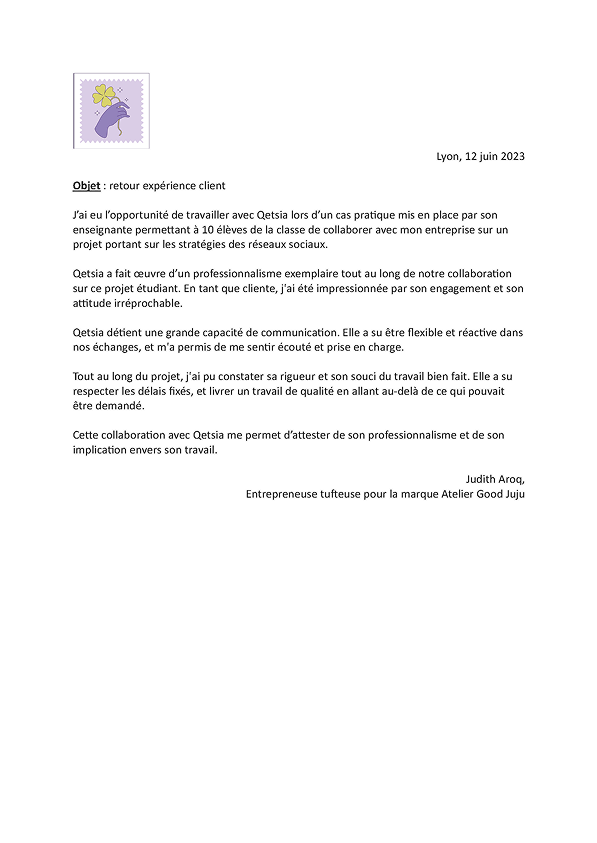 Lyon, 12 juin 2023
Objet : retour expérience client
J’ai eu l’opportunité de travailler avec Qetsia lors d’un cas pratique mis en place par son
enseignante permettant à 10 élèves de la classe de collaborer avec mon entreprise sur un
projet portant sur les stratégies des réseaux sociaux.
Qetsia a fait œuvre d’un professionnalisme exemplaire tout au long de notre collaboration
sur ce projet étudiant. En tant que cliente, j'ai été impressionnée par son engagement et son
attitude irréprochable.
Qetsia détient une grande capacité de communication. Elle a su être flexible et réactive dans
nos échanges, et m'a permis de me sentir écouté et prise en charge.
Tout au long du projet, j'ai pu constater sa rigueur et son souci du travail bien fait. Elle a su
respecter les délais fixés, et livrer un travail de qualité en allant au-delà de ce qui pouvait
être demandé.
Cette collaboration avec Qetsia me permet d’attester de son professionnalisme et de son
implication envers son travail.
Judith Aroq,
Entrepreneuse tufteuse pour la marque Atelier Good Juju